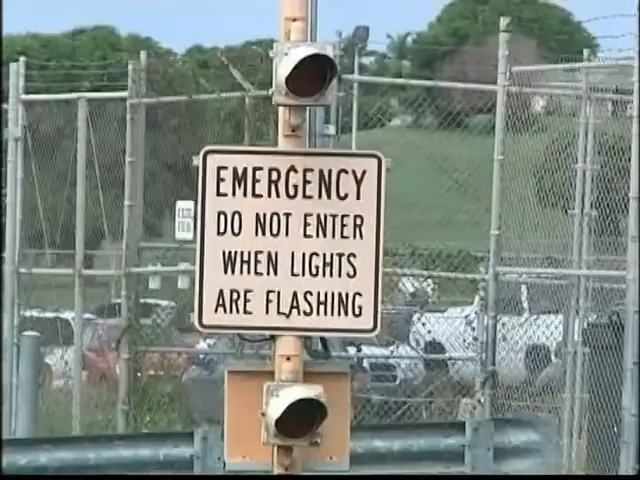 EMERGENCY
DO NOT ENTER
WHEN LIGHTS
ARE FLASHING